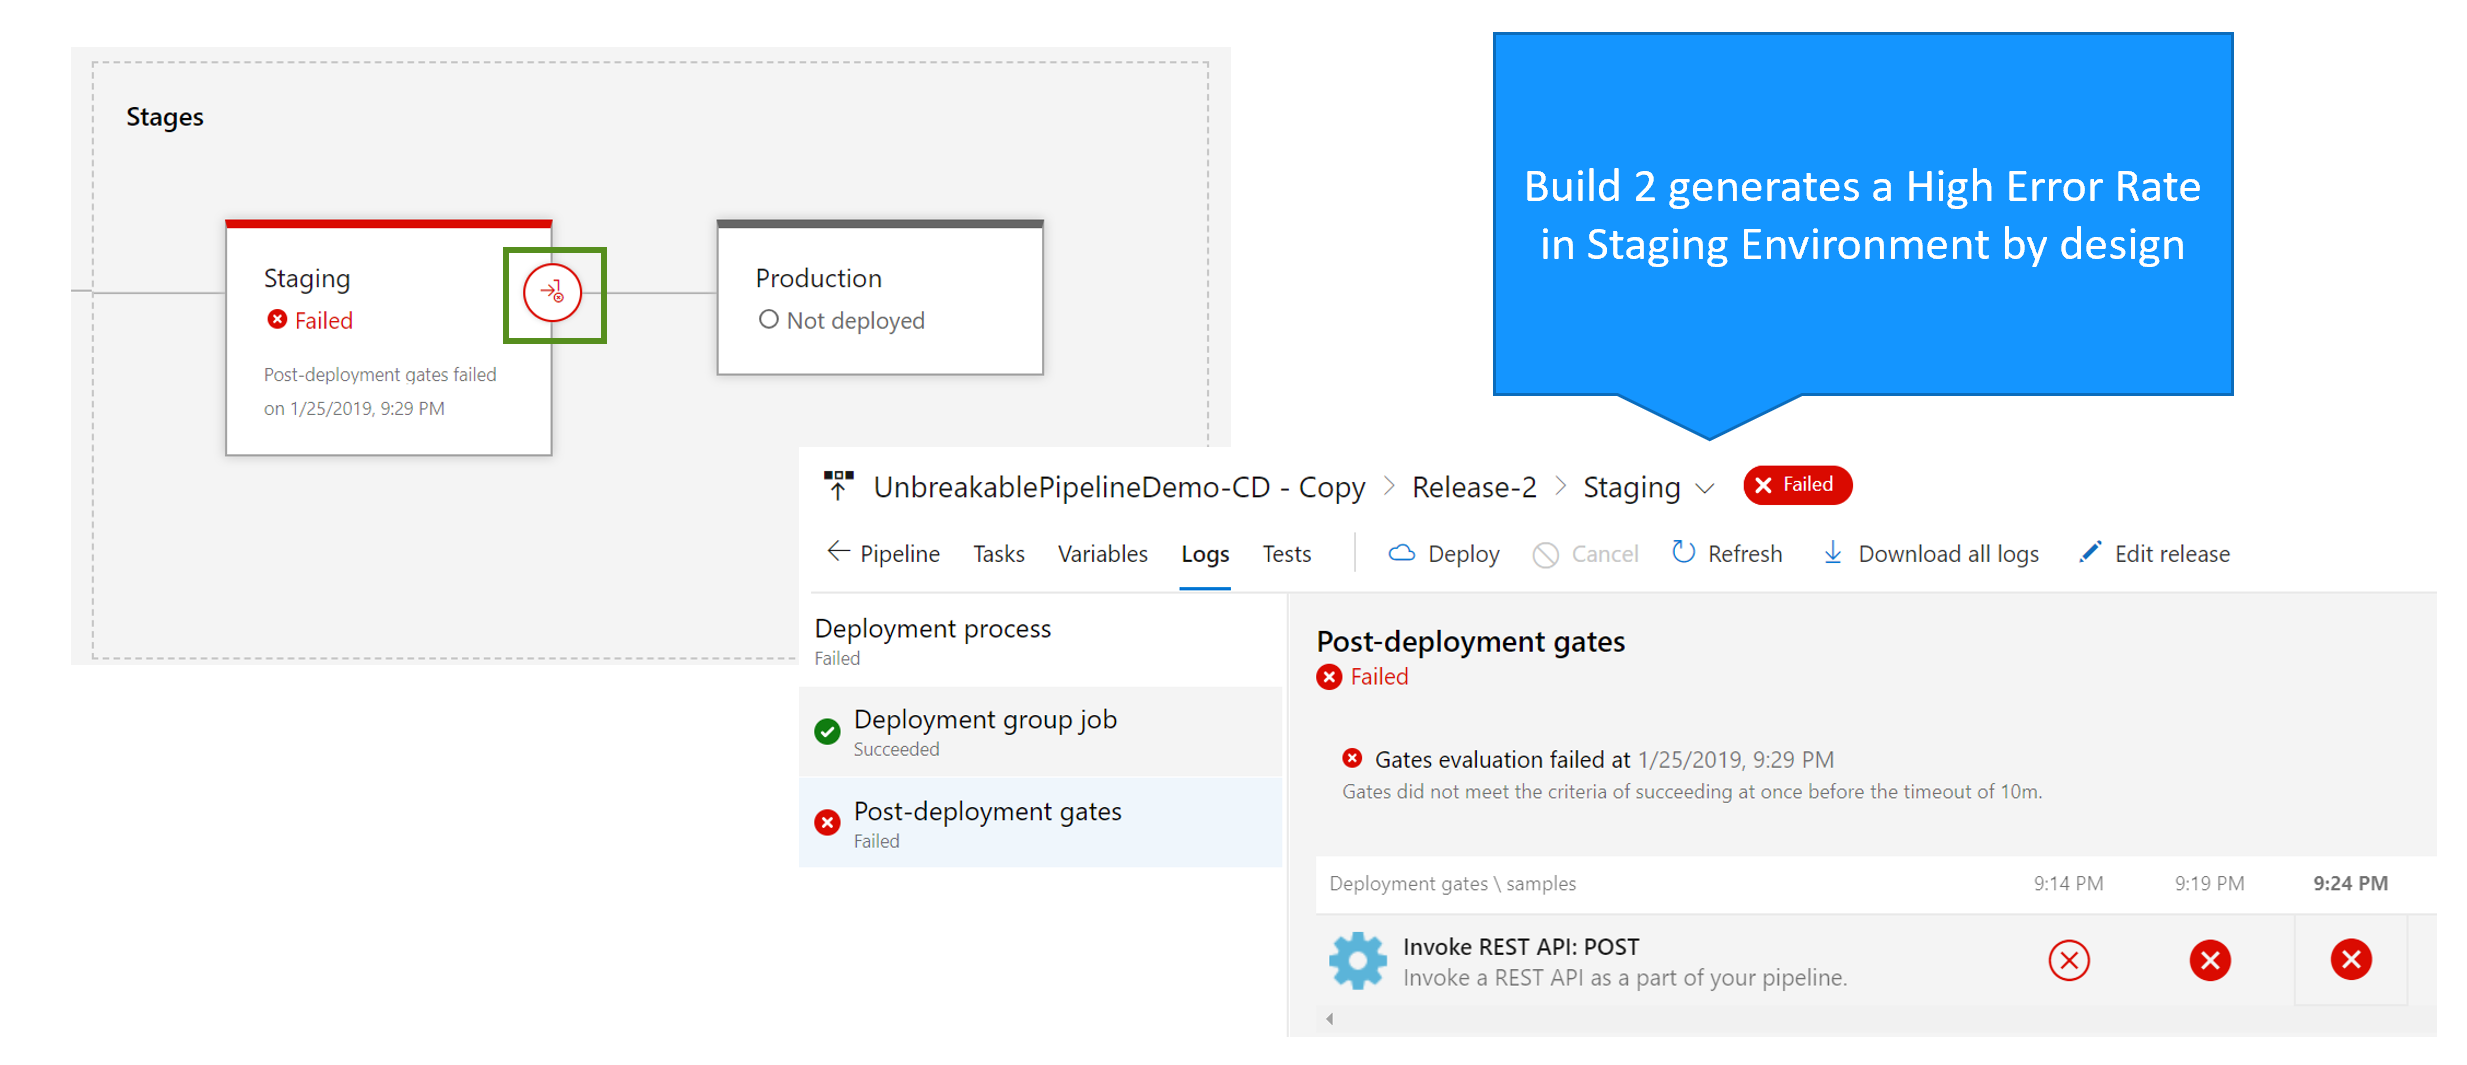 Stages
Staging
Failed
Post-deployment gates failed
on 1/25/2019, 9:29 PM
Production
Not deployed
Build 2 generates a High Error Rate
in Staging Environment by design
UnbreakablePipelineDemo-CD - Copy > Release-2 > Staging Failed
Pipeline Tasks Variables Logs Tests Deploy Cancel Refresh Download all logs Edit release
Deployment process
Failed
Deployment group job
Succeeded
Post-deployment gates
Failed
Post-deployment gates
Failed
Gates evaluation failed at 1/25/2019, 9:29 PM
Gates did not meet the criteria of succeeding at once before the timeout of 10m.
Deployment gates \ samples 9:14 PM 9:19 PM 9:24 PM
Invoke REST API: POST
Invoke a REST API as a part of your pipeline.